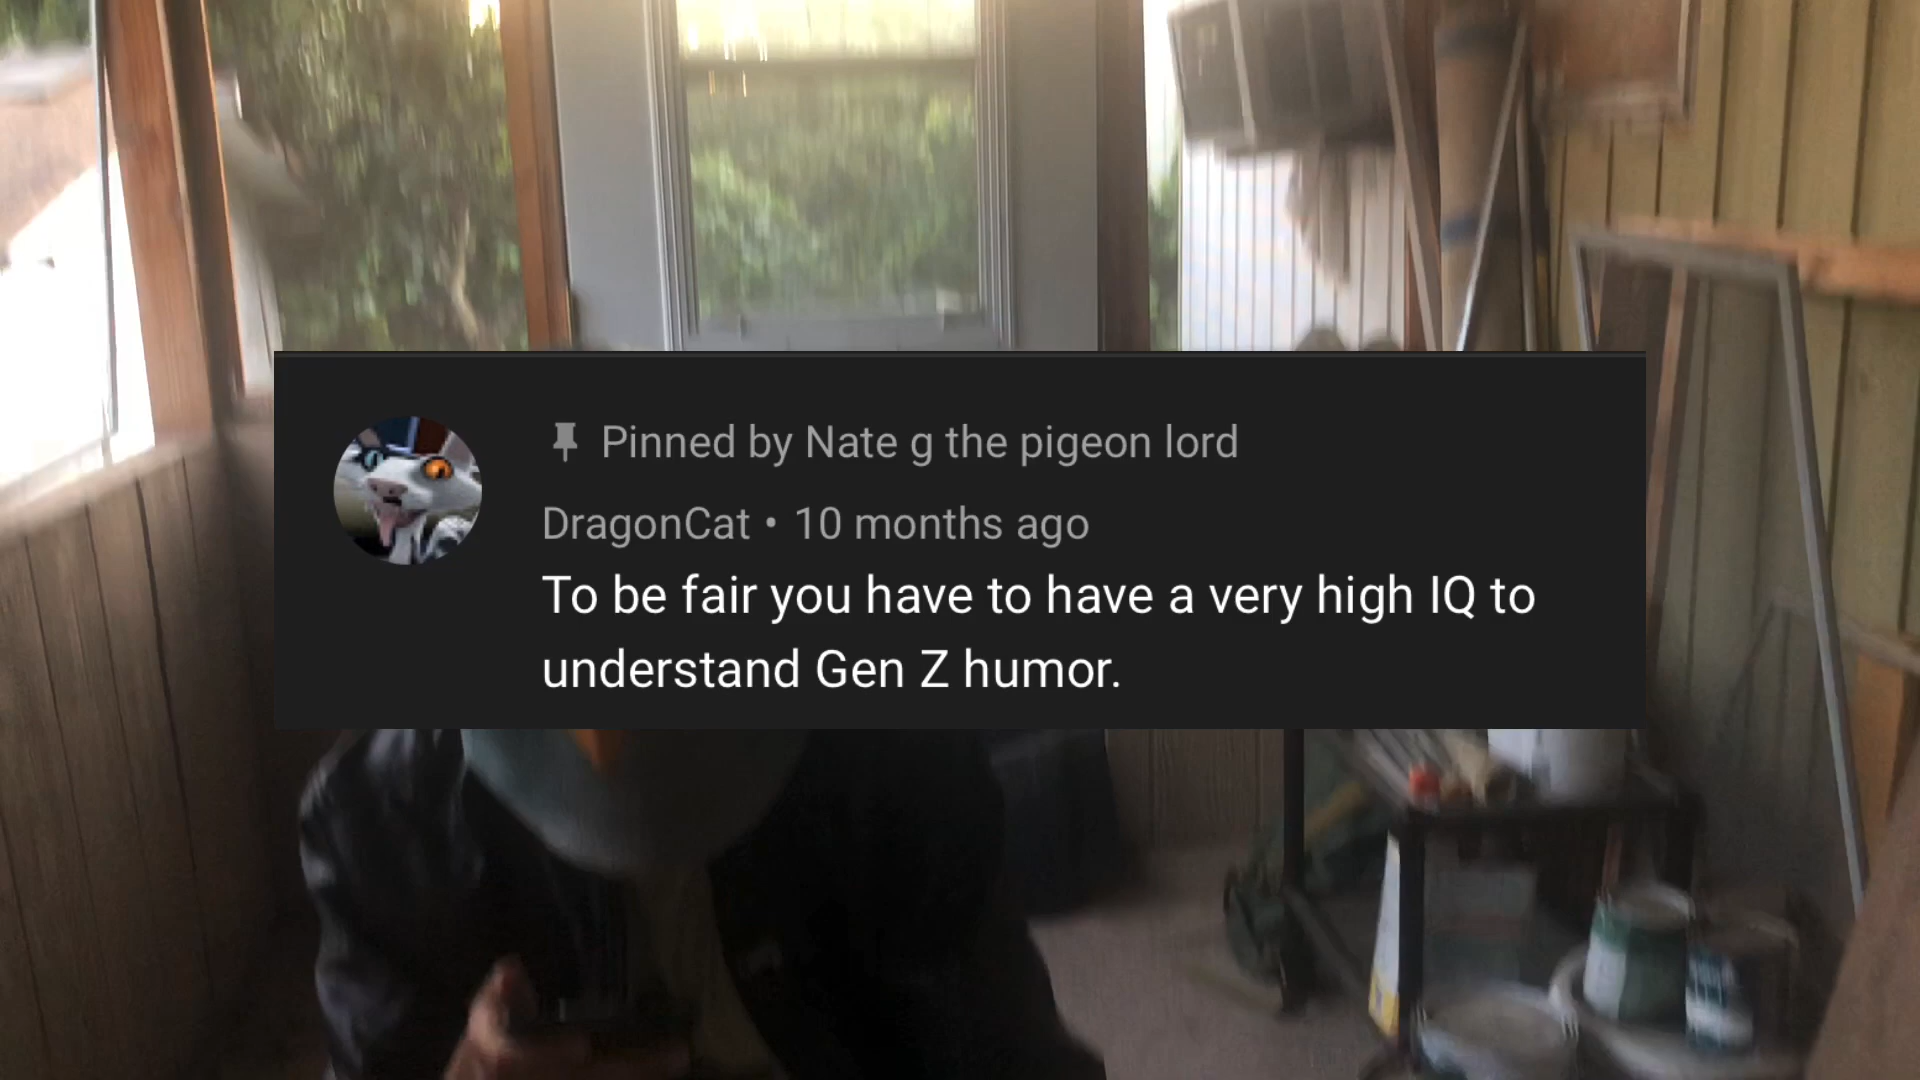 Pinned by Nate g the pigeon lord
DragonCat • 10 months ago
To be fair you have to have a very high IQ to
understand Gen Z humor.